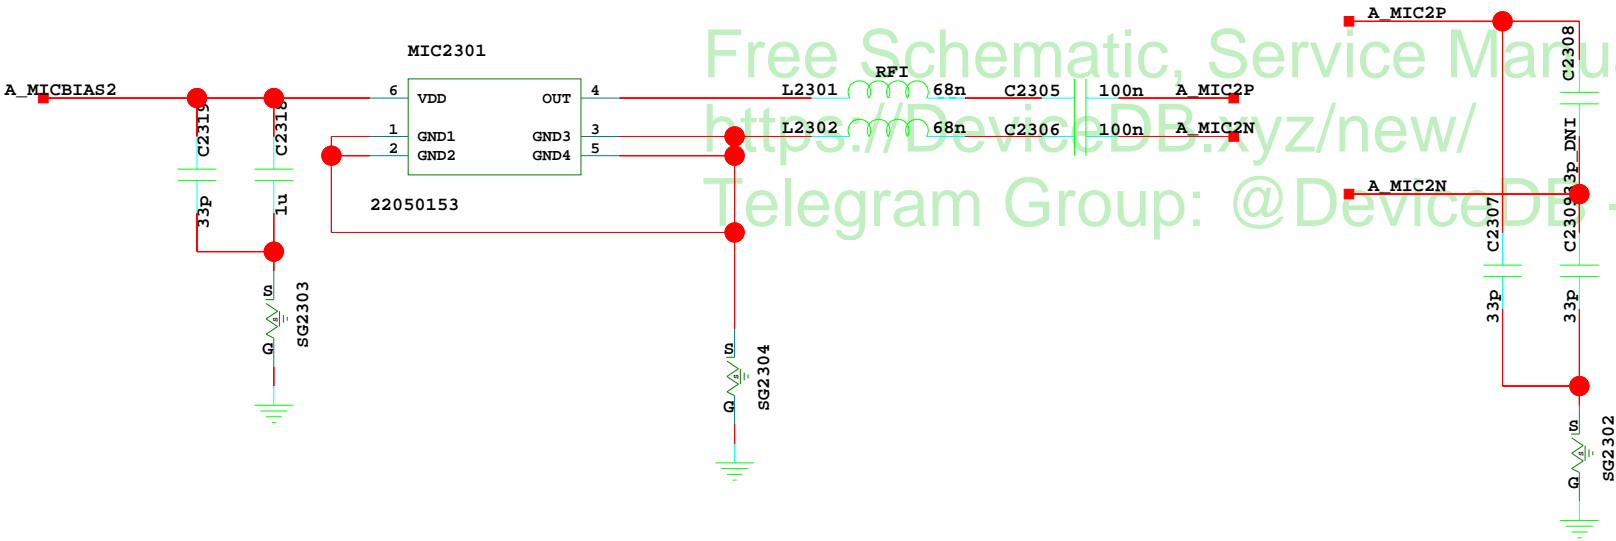 A_MIC2P
Free Schematic, Service Manu
C2308
MIC2301
RFI
A_MICBIAS2
6 VDD
OUT 4
L2301
68n
C2305
100n
A_MIC2P
1 GND1
GND3 3
L2302
68n
C2306
100n
A_MIC2N
2 GND2
GND4 5
https://DeviceDB.xyz/new/
C2319
C2318
33p_DNI
22050153
33p
1u
A_MIC2N
Telegram Group: @DeviceDB -
C2307
C2309
33p
33p
S
G
SG2303
S
G
SG2304
S
G
SG2302